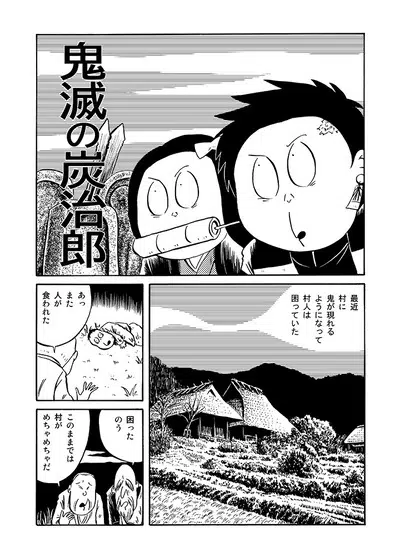 鬼滅の炭治郎
最近
村に
鬼が現れる
ようになって
村人は
困っていた
あっ
また
人が
食われた
困った
のう
このままでは
村が
めちゃめちゃだ